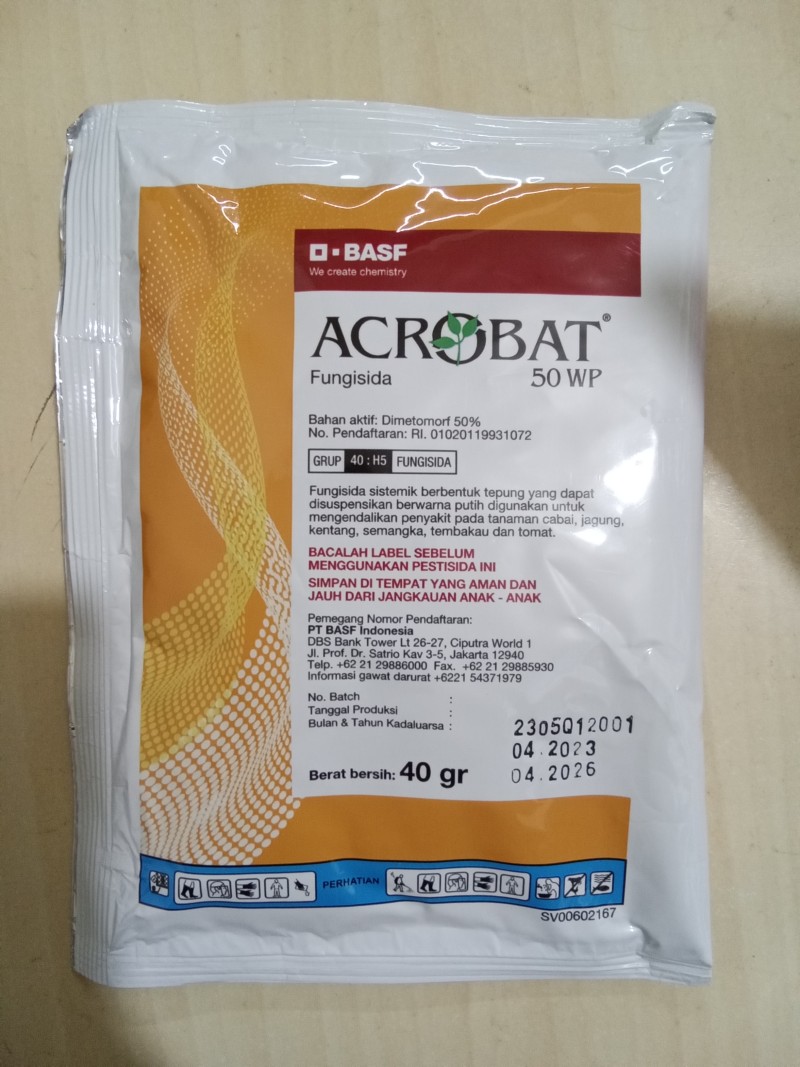 BASF
We create chemistry
ACROBAT®
Fungisida
50 WP
Bahan aktif: Dimetomorf 50%
No. Pendaftaran: RI. 01020119931072
GRUP 40 : H5 FUNGISIDA
Fungisida sistemik berbentuk tepung yang dapat
disuspensikan berwarna putih digunakan untuk
mengendalikan penyakit pada tanaman cabai, jagung,
kentang, semangka, tembakau dan tomat.
BACALAH LABEL SEBELUM
MENGGUNAKAN PESTISIDA INI
SIMPAN DI TEMPAT YANG AMAN DAN
JAUH DARI JANGKAUAN ANAK - ANAK
Pemegang Nomor Pendaftaran:
PT BASF Indonesia
DBS Bank Tower Lt 26-27, Ciputra World 1
Jl. Prof. Dr. Satrio Kav 3-5, Jakarta 12940
Telp. +62 21 29886000 Fax. +62 21 29885930
Informasi gawat darurat +6221 54371979
No. Batch :
Tanggal Produksi :
Bulan & Tahun Kadaluarsa :
2305Q12001
04.2023
04.2026
Berat bersih: 40 gr
PERHATIAN
SV00602167